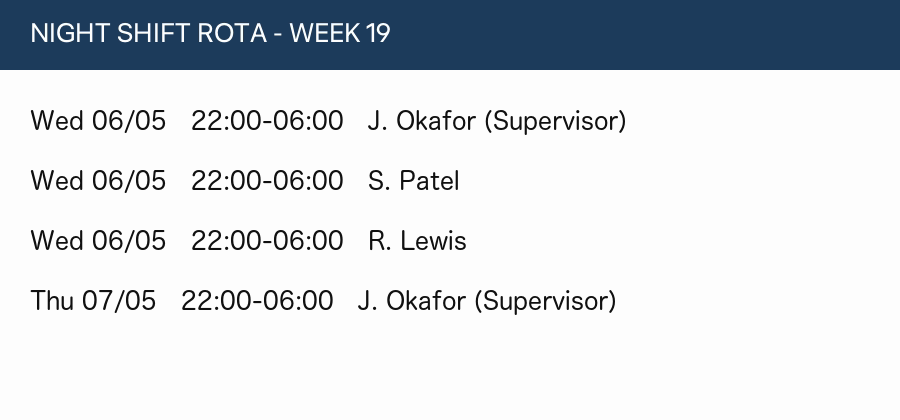 NIGHT SHIFT ROTA - WEEK 19
Wed 06/05 22:00-06:00 J. Okafor (Supervisor)
Wed 06/05 22:00-06:00 S. Patel
Wed 06/05 22:00-06:00 R. Lewis
Thu 07/05 22:00-06:00 J. Okafor (Supervisor)